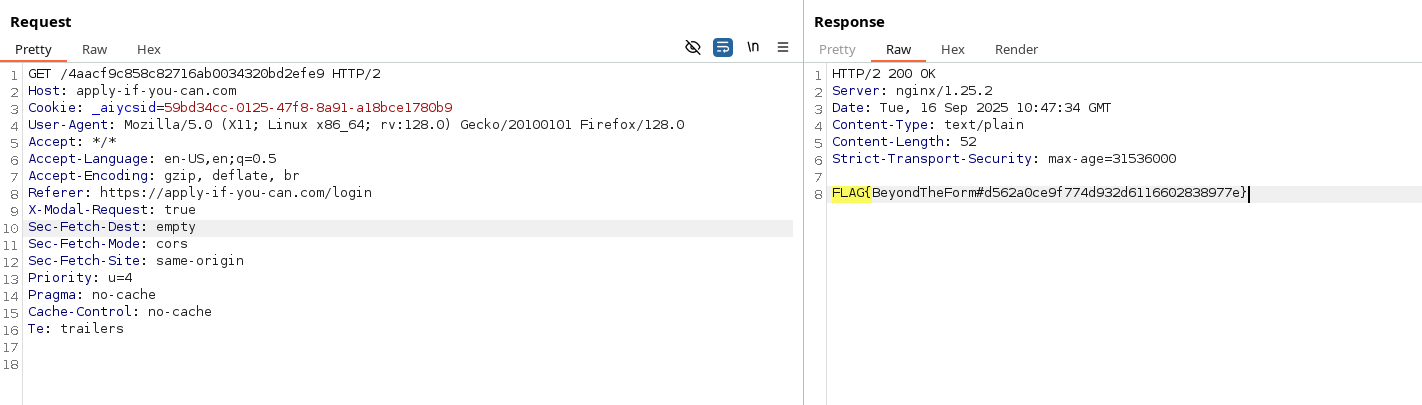 Request
Pretty Raw Hex
\n
1 GET /4aacf9c858c82716ab0034320bd2efe9 HTTP/2
2 Host: apply-if-you-can.com
3 Cookie: _aiycsid=59bd34cc-0125-47f8-8a91-a18bce1780b9
4 User-Agent: Mozilla/5.0 (X11; Linux x86_64; rv:128.0) Gecko/20100101 Firefox/128.0
5 Accept: */*
6 Accept-Language: en-US,en;q=0.5
7 Accept-Encoding: gzip, deflate, br
8 Referer: https://apply-if-you-can.com/login
9 X-Modal-Request: true
10 Sec-Fetch-Dest: empty
11 Sec-Fetch-Mode: cors
12 Sec-Fetch-Site: same-origin
13 Priority: u=4
14 Pragma: no-cache
15 Cache-Control: no-cache
16 Te: trailers
17
18
Response
Pretty Raw Hex Render
1 HTTP/2 200 OK
2 Server: nginx/1.25.2
3 Date: Tue, 16 Sep 2025 10:47:34 GMT
4 Content-Type: text/plain
5 Content-Length: 52
6 Strict-Transport-Security: max-age=31536000
7
8 FLAG{BeyondTheForm#d562a0ce9f774d932d6116602838977e}